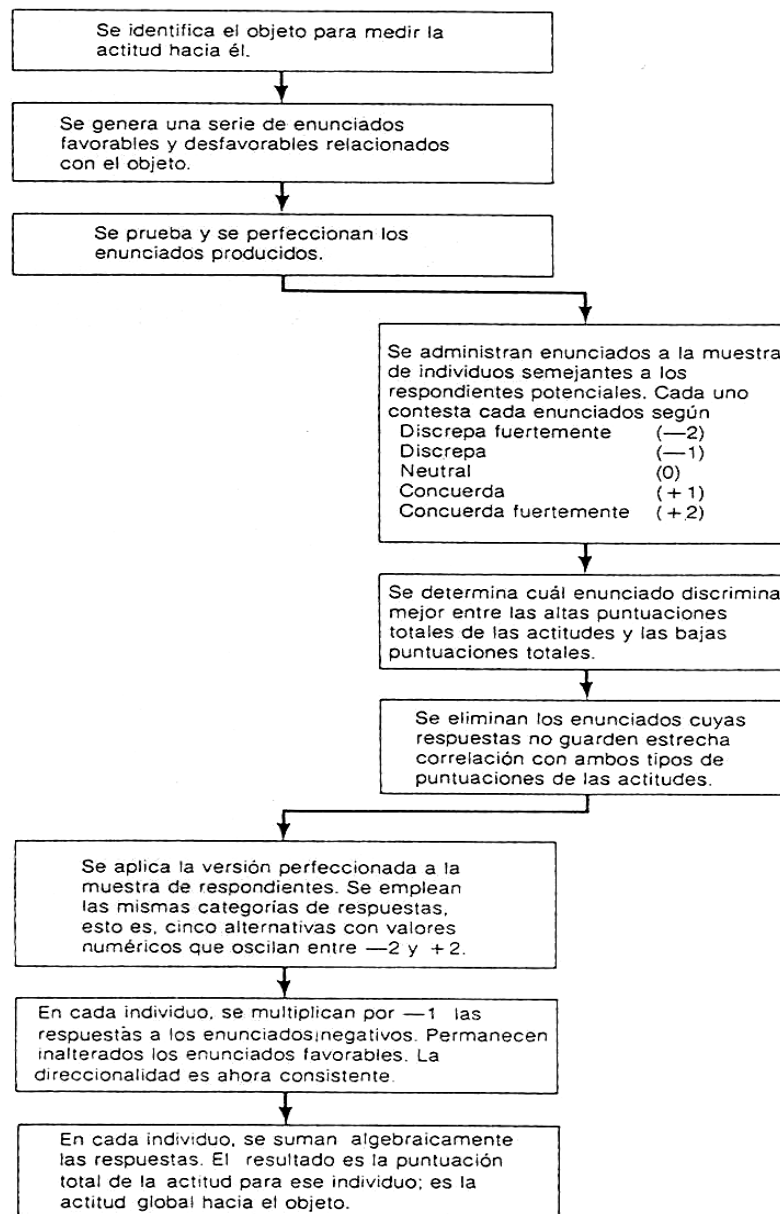 Se identifica el objeto para medir la
actitud hacia él.
Se genera una serie de enunciados
favorables y desfavorables relacionados
con el objeto.
Se prueba y se perfeccionan los
enunciados producidos.
Se administran enunciados a la muestra
de individuos semejantes a los
respondientes potenciales. Cada uno
contesta cada enunciados según
Discrepa fuertemente (—2)
Discrepa (—1)
Neutral (0)
Concuerda (+1)
Concuerda fuertemente (+2)
Se determina cuál enunciado discrimina
mejor entre las altas puntuaciones
totales de las actitudes y las bajas
puntuaciones totales.
Se eliminan los enunciados cuyas
respuestas no guarden estrecha
correlación con ambos tipos de
puntuaciones de las actitudes.
Se aplica la versión perfeccionada a la
muestra de respondientes. Se emplean
las mismas categorías de respuestas,
esto es, cinco alternativas con valores
numéricos que oscilan entre —2 y +2.
En cada individuo, se multiplican por —1 las
respuestas a los enunciados negativos. Permanecen
inalterados los enunciados favorables. La
direccionalidad es ahora consistente.
En cada individuo, se suman algebraicamente
las respuestas. El resultado es la puntuación
total de la actitud para ese individuo; es la
actitud global hacia el objeto.